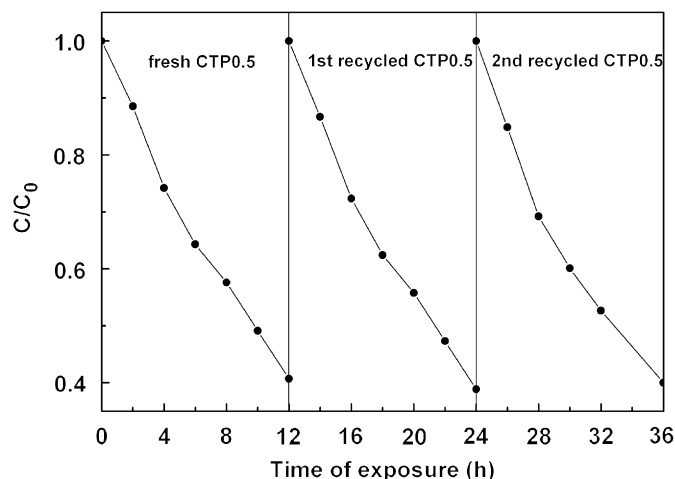 1.0
0.8
0.6
0.4
C/C0
fresh CTP0.5
1st recycled CTP0.5
2nd recycled CTP0.5
0 4 8 12 16 20 24 28 32 36
Time of exposure (h)